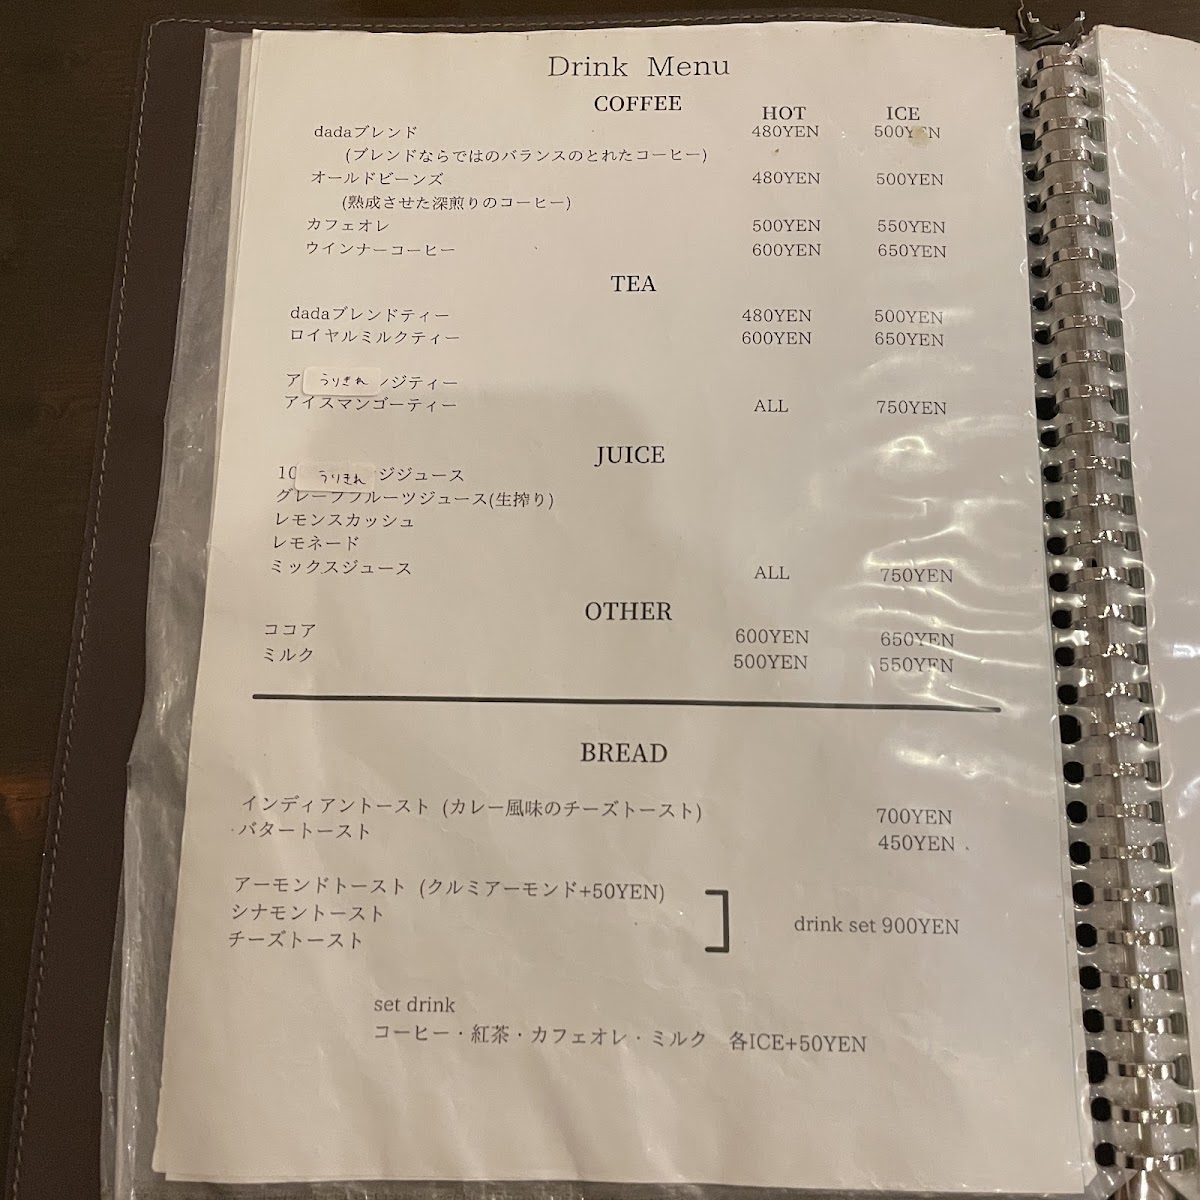 Drink Menu
COFFEE
HOT ICE
dadaブレンド 480YEN 500YEN
(ブレンドならではのバランスのとれたコーヒー)
オールドビーンズ 480YEN 500YEN
(熟成させた深煎りのコーヒー)
カフェオレ 500YEN 550YEN
ウインナーコーヒー 600YEN 650YEN
TEA
dadaブレンドティー 480YEN 500YEN
ロイヤルミルクティー 600YEN 650YEN
ア うりきれ ジティー
アイスマンゴーティー ALL 750YEN
JUICE
10 うりきれ ジジュース
グレープフルーツジュース(生搾り)
レモンスカッシュ
レモネード
ミックスジュース ALL 750YEN
OTHER
ココア 600YEN 650YEN
ミルク 500YEN 550YEN
BREAD
インディアントースト (カレー風味のチーズトースト) 700YEN
バタートースト 450YEN
アーモンドトースト (クルミアーモンド+50YEN)
シナモントースト
チーズトースト
drink set 900YEN
set drink
コーヒー・紅茶・カフェオレ・ミルク 各ICE+50YEN